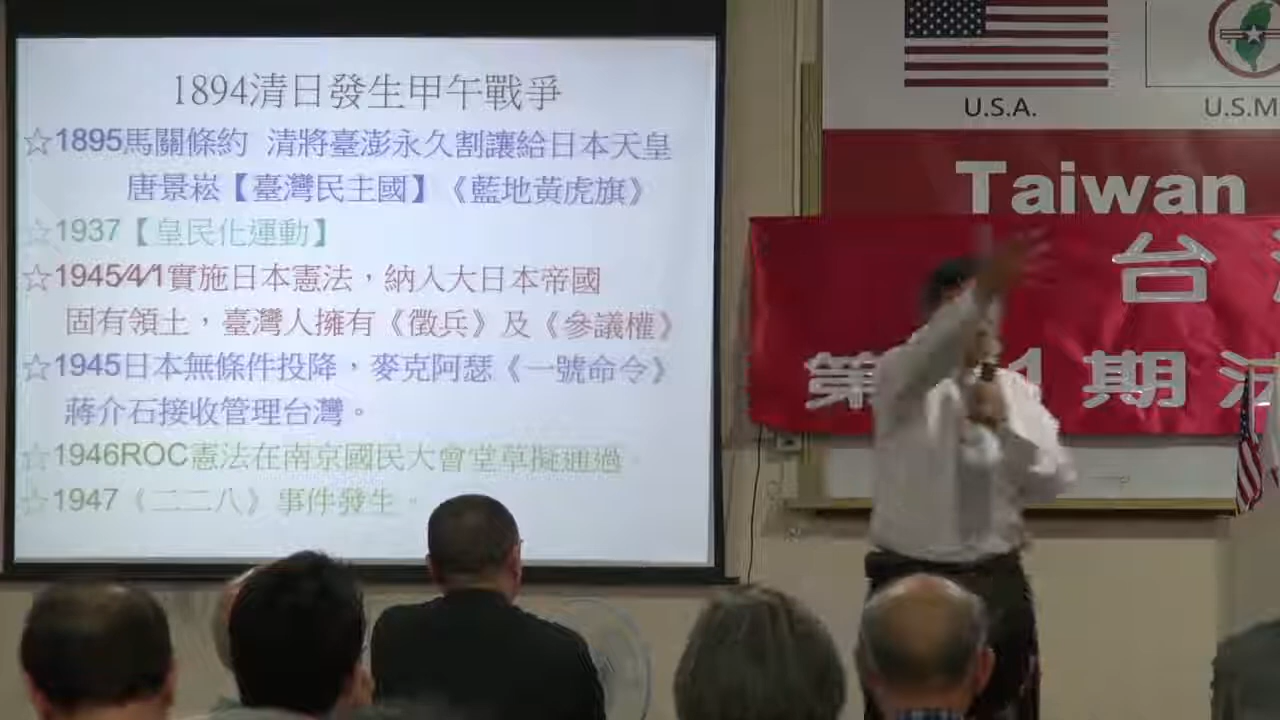 1894清日發生甲午戰爭
☆1895馬關條約 清將臺澎永久割讓給日本天皇
唐景崧【臺灣民主國】《藍地黃虎旗》
☆1937【皇民化運動】
☆1945/4/1實施日本憲法，納入大日本帝國
固有領土，臺灣人擁有《徵兵》及《參議權》
☆1945日本無條件投降，麥克阿瑟《一號命令》
蔣介石接收管理台灣。
☆1946ROC憲法在南京國民大會堂草擬通過
☆1947《二二八》事件發生。
U.S.A.
U.S.M
Taiwan
台
第 1期